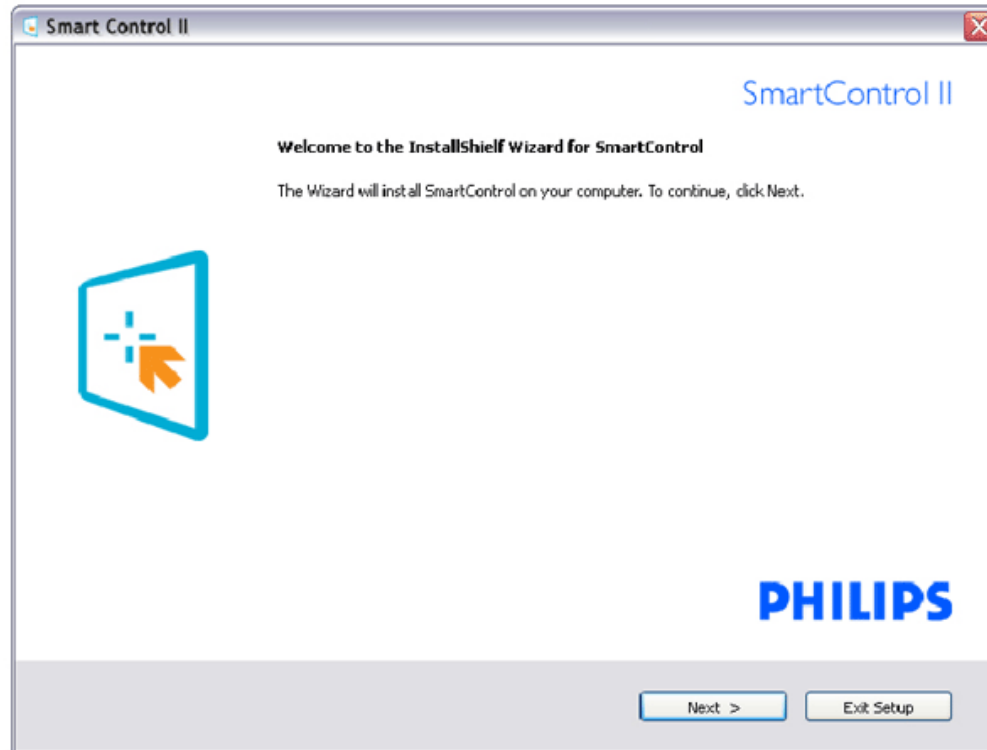 Smart Control II
SmartControl II
Welcome to the InstallShielf Wizard for SmartControl
The Wizard will install SmartControl on your computer. To continue, click Next.
PHILIPS
Next >
Exit Setup